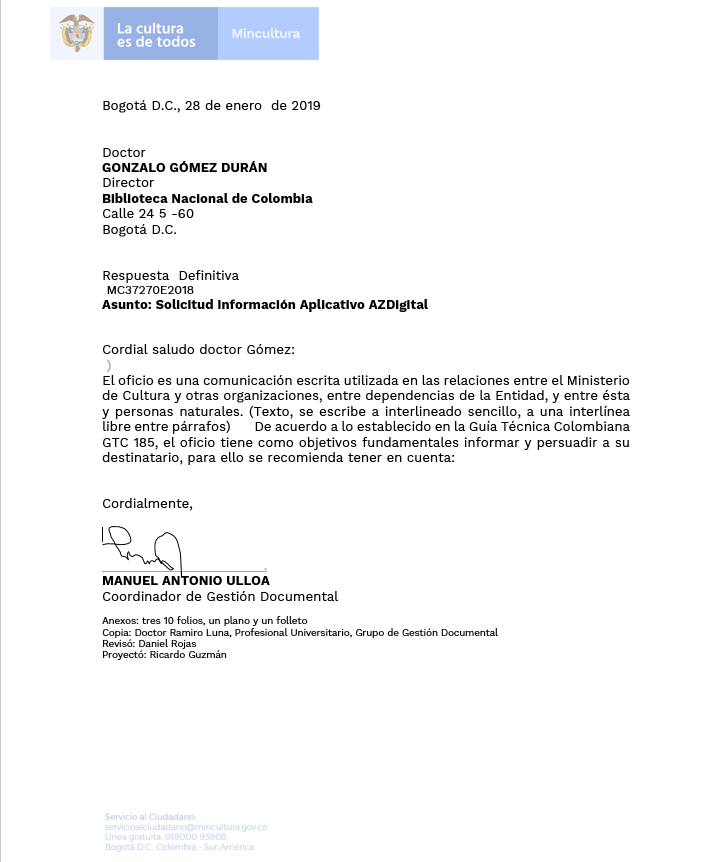 La cultura
es de todos
Mincultura
Bogotá D.C., 28 de enero  de 2019
Doctor
GONZALO GÓMEZ DURÁN
Director
Biblioteca Nacional de Colombia
Calle 24 5 -60
Bogotá D.C.
Respuesta  Definitiva
MC37270E2018
Asunto: Solicitud información Aplicativo AZDigital
Cordial saludo doctor Gómez:
)
El oficio es una comunicación escrita utilizada en las relaciones entre el Ministerio
de Cultura y otras organizaciones, entre dependencias de la Entidad, y entre ésta
y personas naturales. (Texto, se escribe a interlineado sencillo, a una interlínea
libre entre párrafos)      De acuerdo a lo establecido en la Guía Técnica Colombiana
GTC 185, el oficio tiene como objetivos fundamentales informar y persuadir a su
destinatario, para ello se recomienda tener en cuenta:
Cordialmente,
MANUEL ANTONIO ULLOA
Coordinador de Gestión Documental
Anexos: tres 10 folios, un plano y un folleto
Copia: Doctor Ramiro Luna, Profesional Universitario, Grupo de Gestión Documental
Revisó: Daniel Rojas
Proyectó: Ricardo Guzmán
Servicio al Ciudadano:
servicioalciudadano@mincultura.gov.co
Línea gratuita: 018000 93808
Bogotá D.C., Colombia - Sur América